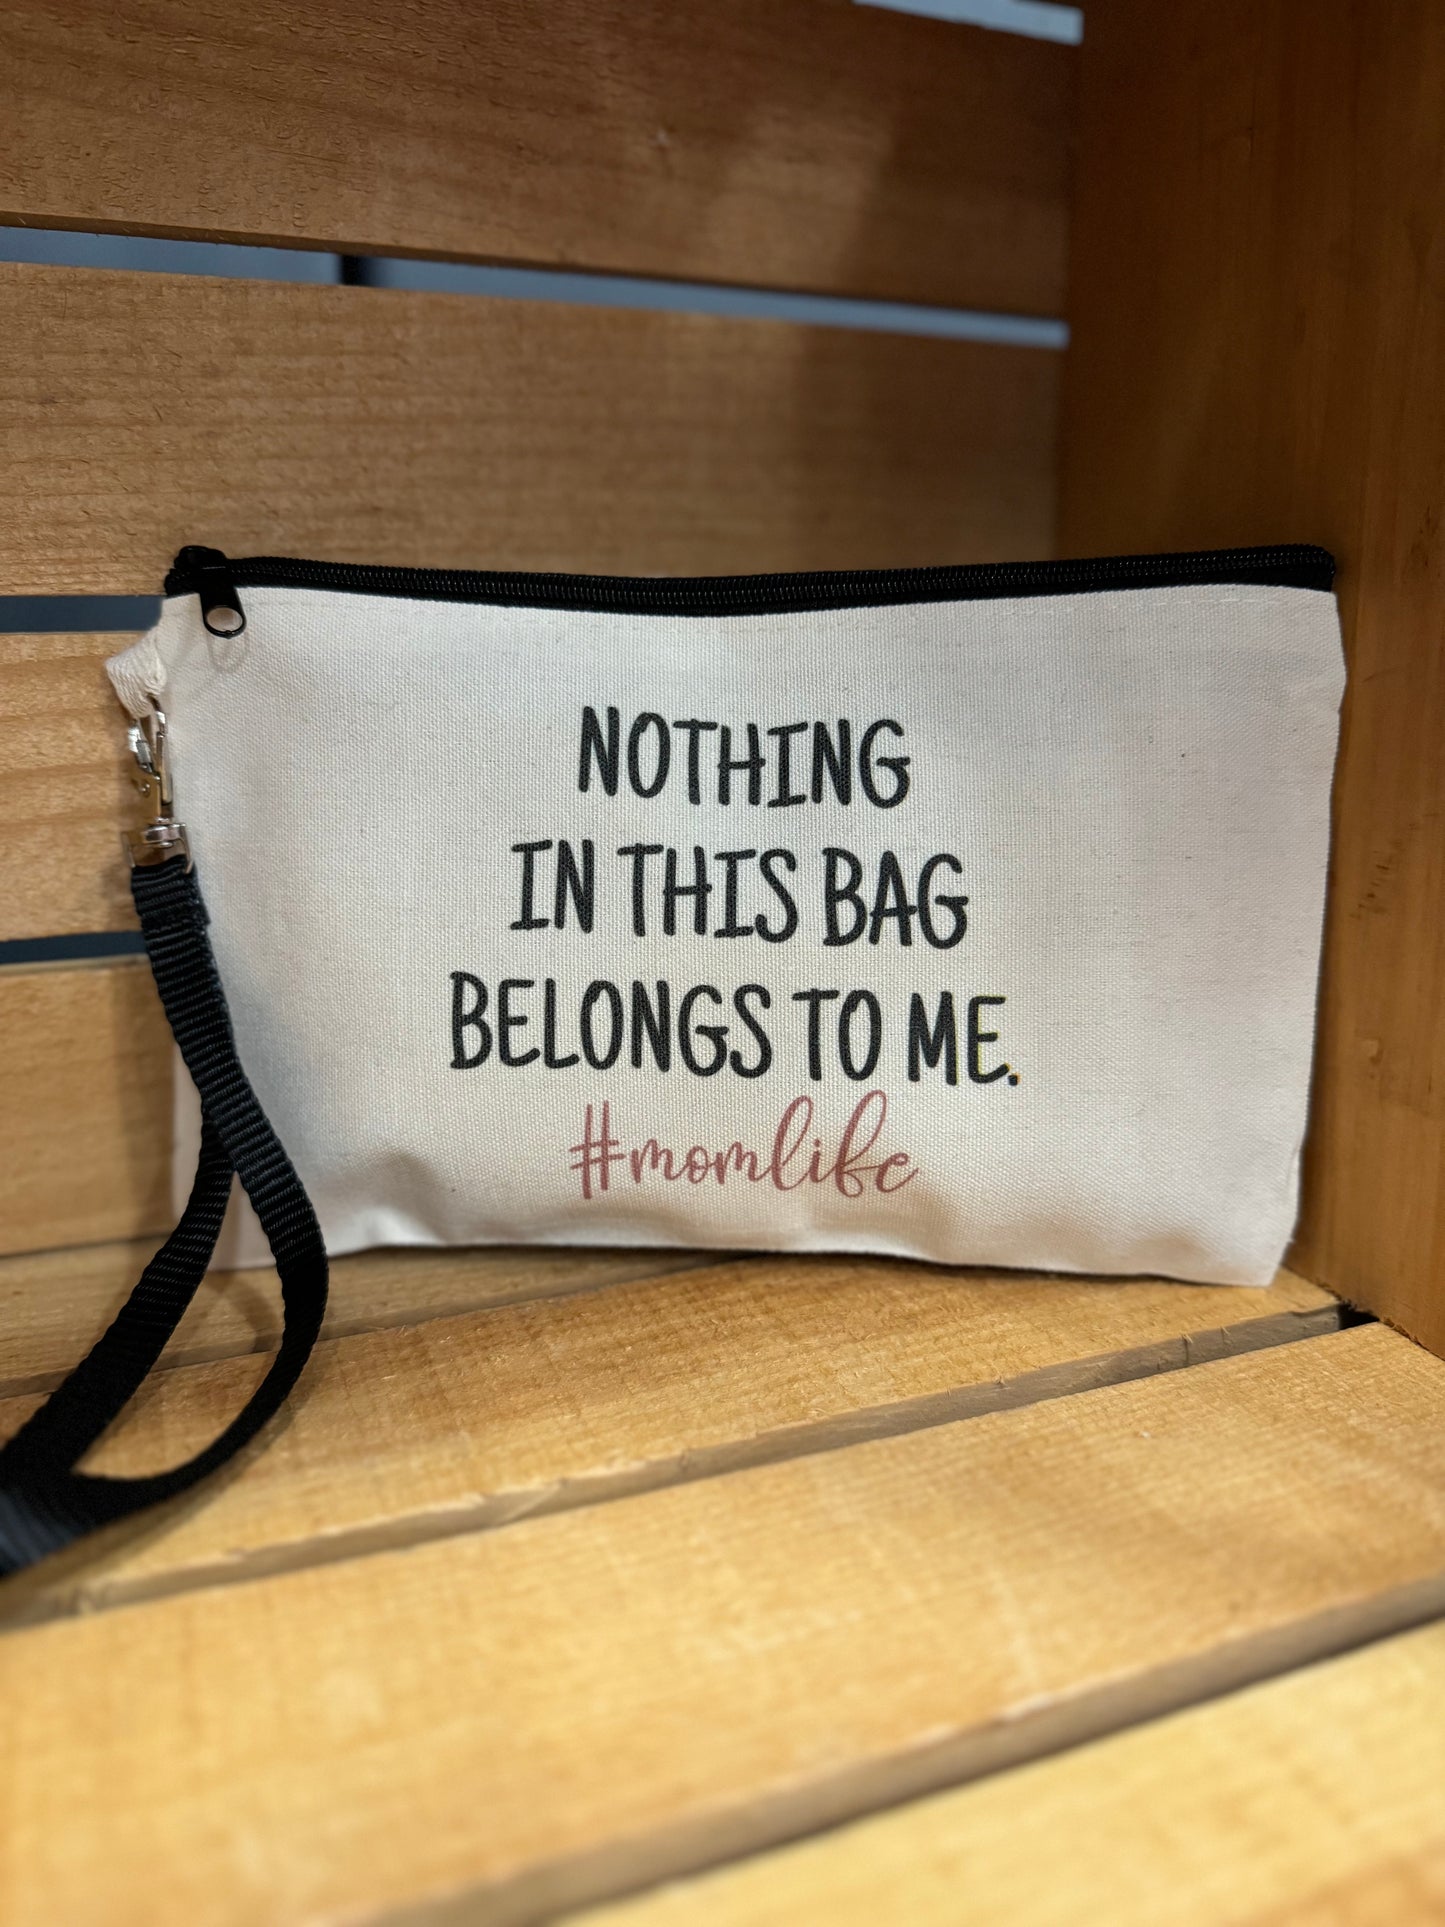 NOTHING
IN THIS BAG
BELONGS TO ME.
#momlife